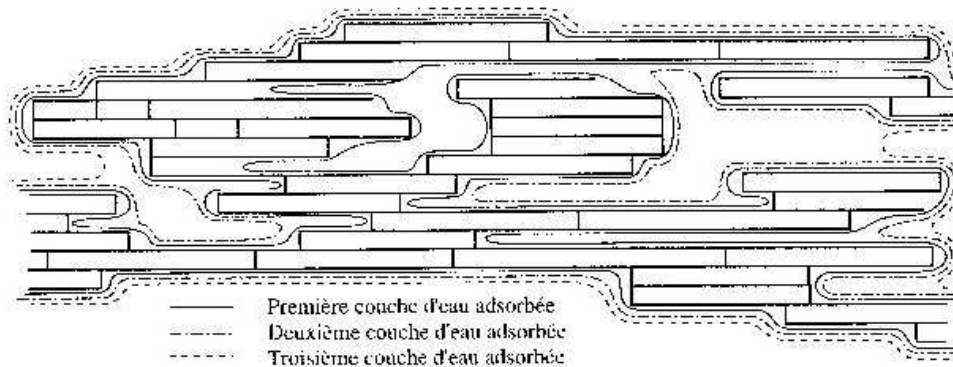 Première couche d'eau adsorbée
Deuxième couche d'eau adsorbée
Troisième couche d'eau adsorbée